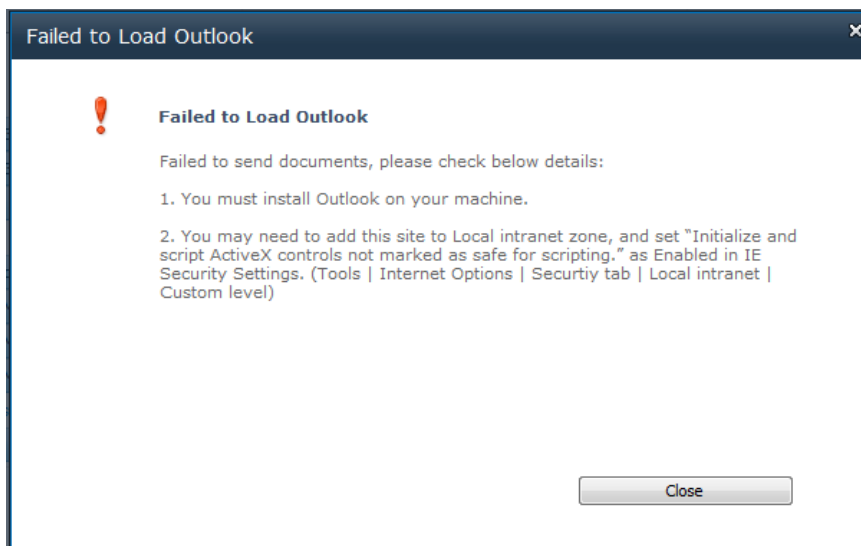 Failed to Load Outlook
Failed to Load Outlook
Failed to send documents, please check below details:
1. You must install Outlook on your machine.
2. You may need to add this site to Local intranet zone, and set “Initialize and
script ActiveX controls not marked as safe for scripting.” as Enabled in IE
Security Settings. (Tools | Internet Options | Securtiy tab | Local intranet |
Custom level)
Close